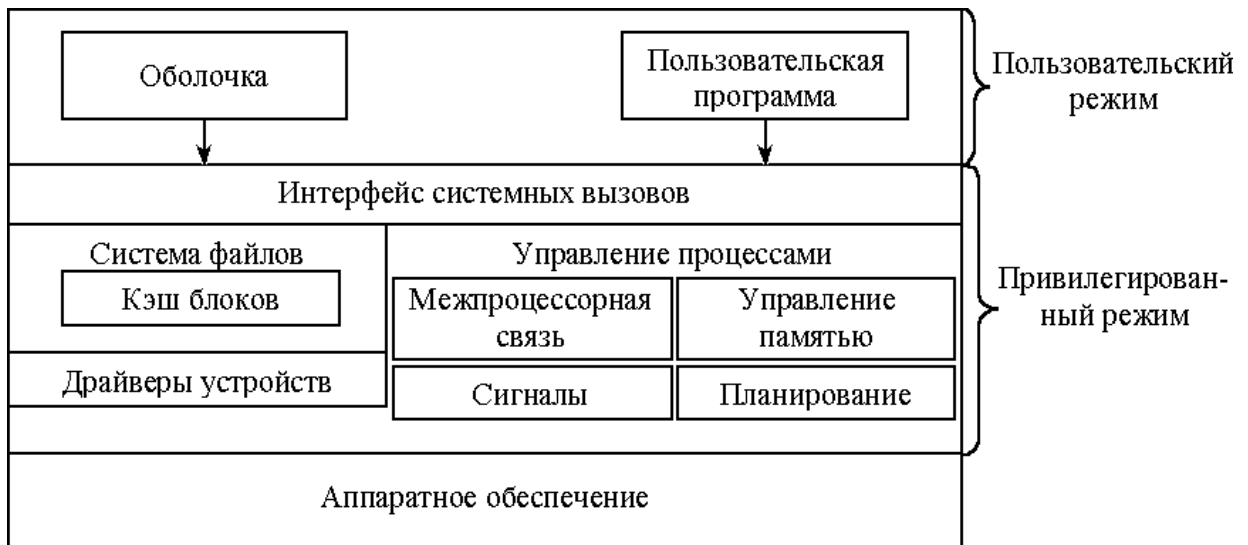 Оболочка
Пользовательская
программа
Пользовательский
режим
Интерфейс системных вызовов
Система файлов
Кэш блоков
Драйверы устройств
Управление процессами
Межпроцессорная
связь
Управление
памятью
Сигналы
Планирование
Привилегирован-
ный режим
Аппаратное обеспечение